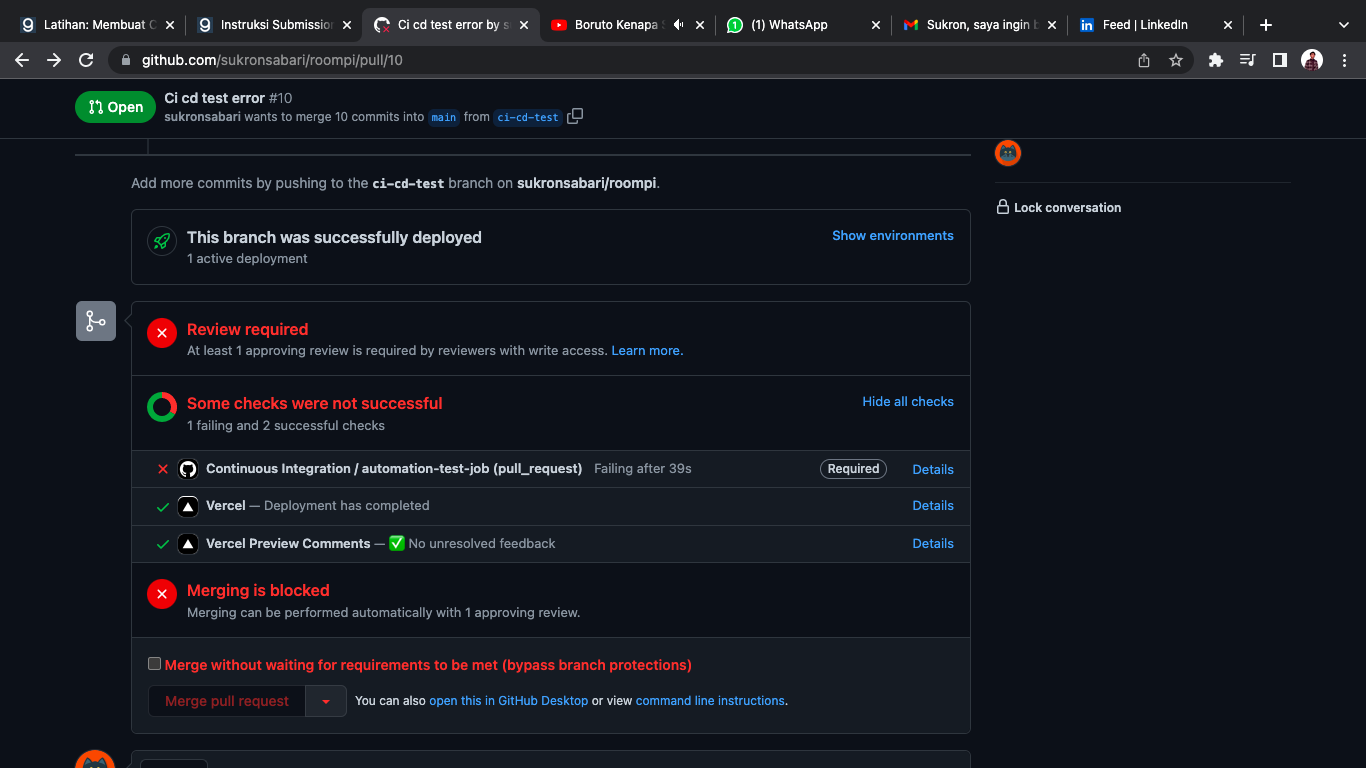 Latihan: Membuat C
Instruksi Submission
Ci cd test error by s
Boruto Kenapa S
(1) WhatsApp
Sukron, saya ingin b
Feed | LinkedIn
github.com/sukronsabari/roompi/pull/10
Open
Ci cd test error #10
sukronsabari wants to merge 10 commits into main from ci-cd-test
Add more commits by pushing to the ci-cd-test branch on sukronsabari/roompi.
Lock conversation
This branch was successfully deployed
Show environments
1 active deployment
Review required
At least 1 approving review is required by reviewers with write access. Learn more.
Some checks were not successful
Hide all checks
1 failing and 2 successful checks
Continuous Integration / automation-test-job (pull_request) Failing after 39s Required Details
Vercel — Deployment has completed Details
Vercel Preview Comments — ✅ No unresolved feedback Details
Merging is blocked
Merging can be performed automatically with 1 approving review.
Merge without waiting for requirements to be met (bypass branch protections)
Merge pull request
You can also open this in GitHub Desktop or view command line instructions.